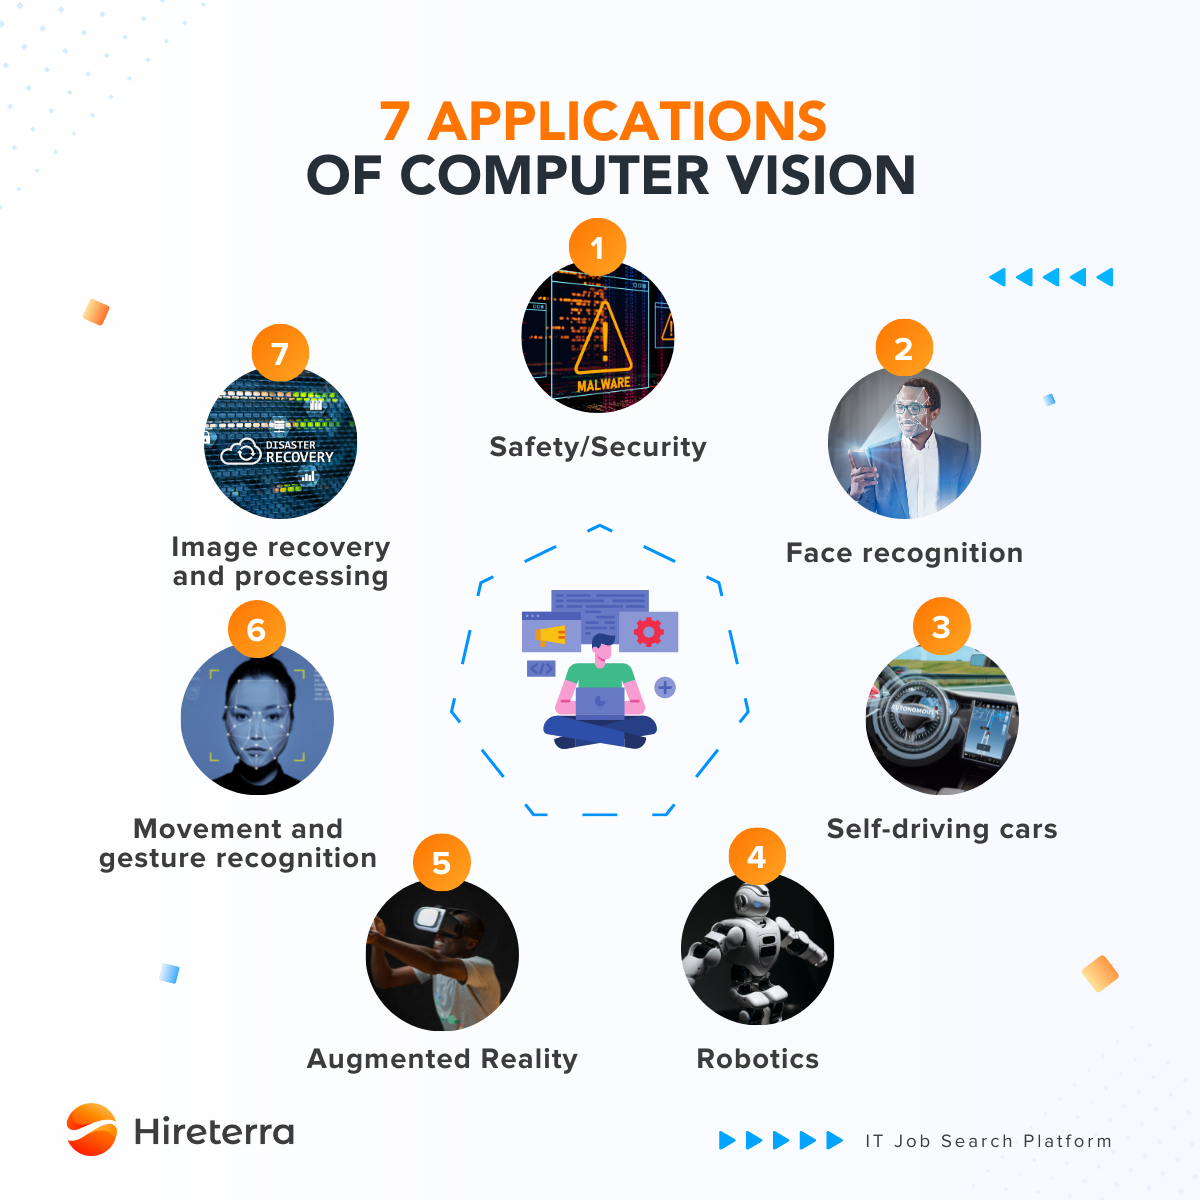 7 APPLICATIONS
OF COMPUTER VISION
1
MALWARE
Safety/Security
2
Face recognition
3
AUTONOMOUS
Self-driving cars
4
Robotics
5
Augmented Reality
6
Movement and
gesture recognition
7
DISASTER
RECOVERY
Image recovery
and processing
</>
Hireterra
IT Job Search Platform